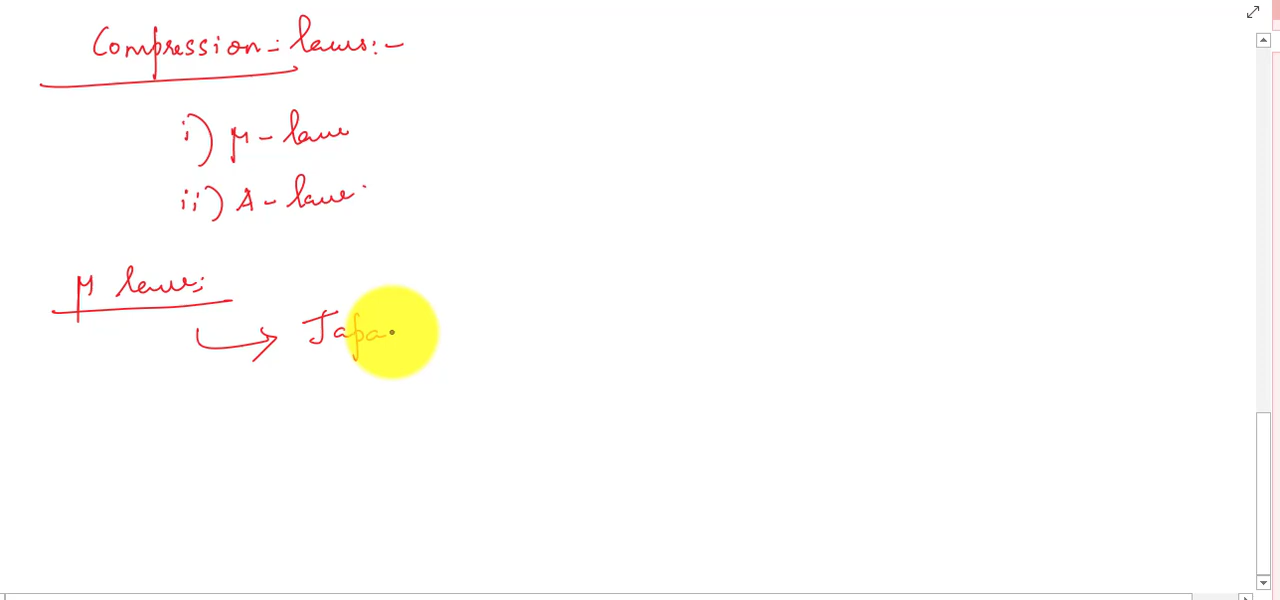 Compression - laws:-
i) μ - law
ii) A - law.
μ law:
Japa